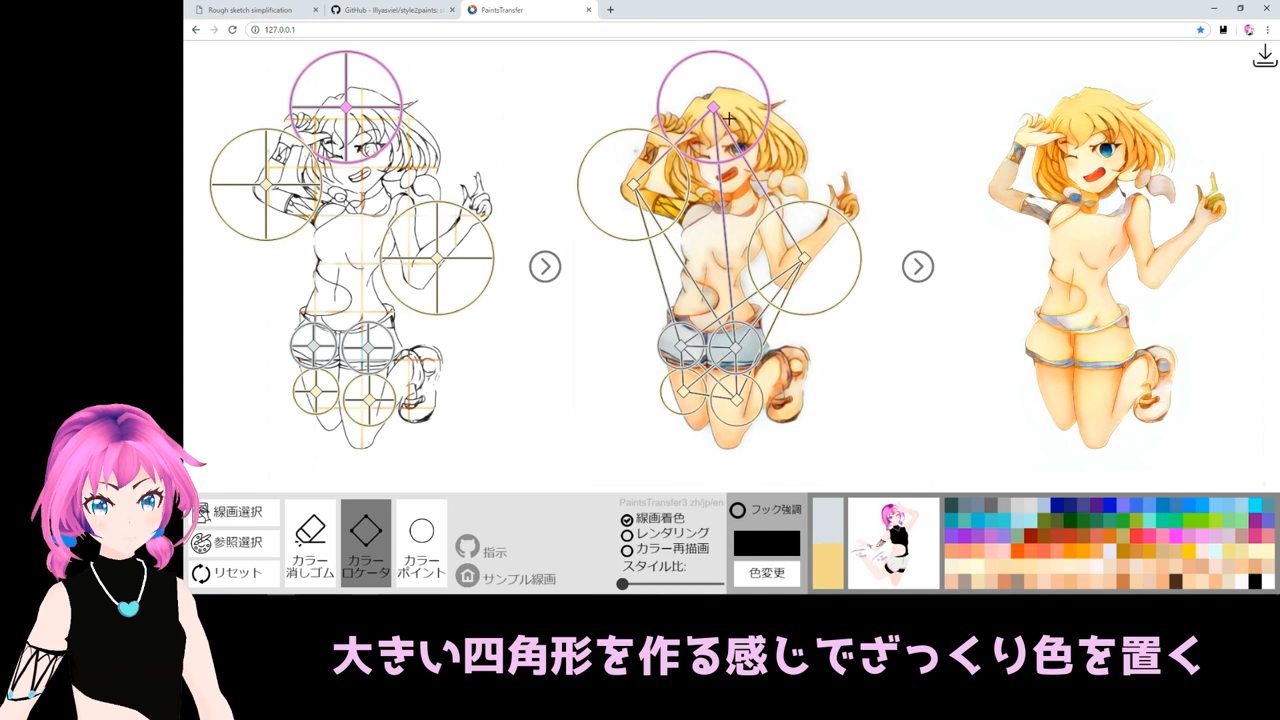 Rough sketch simplification
GitHub - lllyasviel/style2paints: p
PaintsTransfer
127.0.0.1
線画選択
参照選択
リセット
カラー
消しゴム
カラー
ロケータ
カラー
ポイント
指示
サンプル線画
PaintsTransfer3 zh/jp/en
線画着色
レンダリング
カラー再描画
スタイル比:
フック強調
色変更
大きい四角形を作る感じでざっくり色を置く